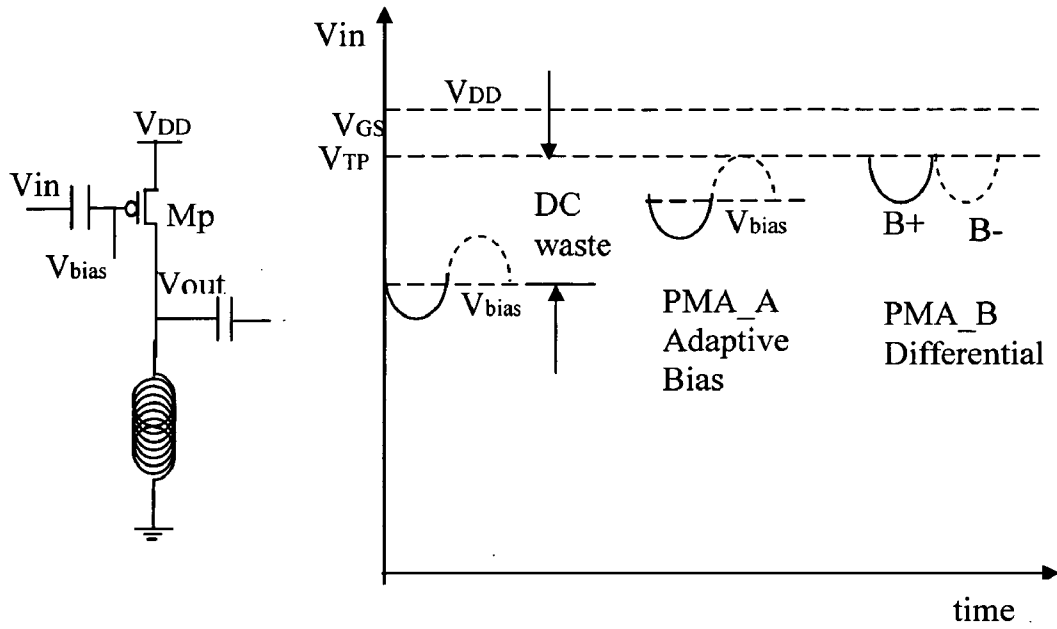 VDD
Vin
Mp
Vbias
Vout
Vin
VDD
VGS
VTP
DC
waste
Vbias
Vbias
B+
B-
PMA_A
Adaptive
Bias
PMA_B
Differential
time